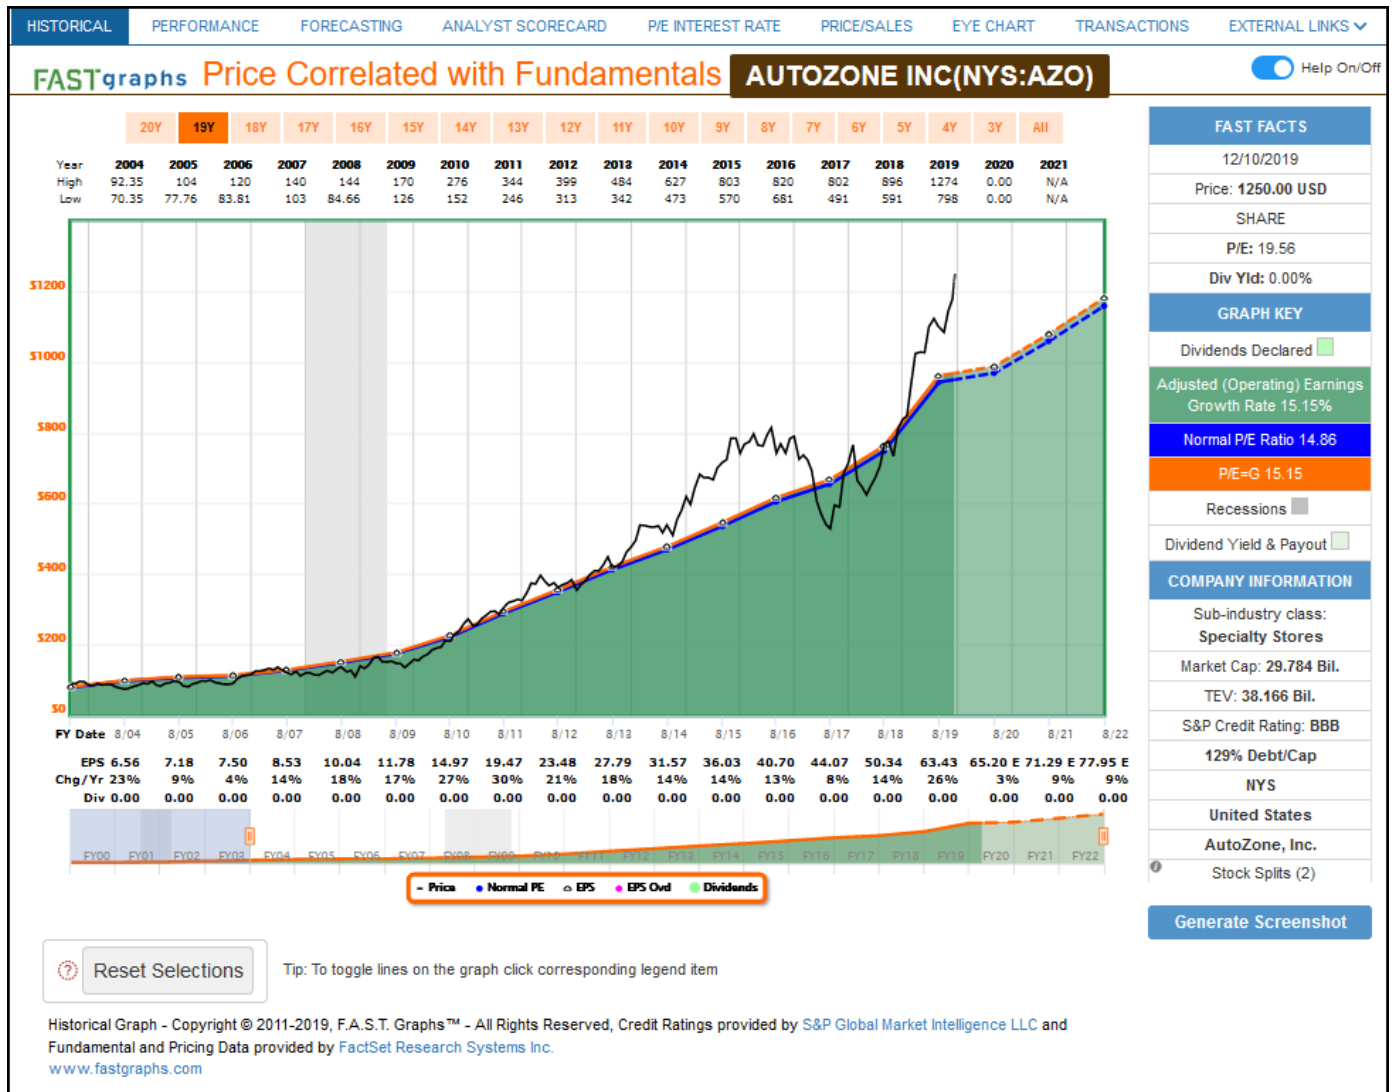 HISTORICAL PERFORMANCE FORECASTING ANALYST SCORECARD P/E INTEREST RATE PRICE/SALES EYE CHART TRANSACTIONS EXTERNAL LINKS
FAST graphs Price Correlated with Fundamentals AUTOZONE INC(NYS:AZO) Help On/Off
20Y 19Y 18Y 17Y 16Y 15Y 14Y 13Y 12Y 11Y 10Y 9Y 8Y 7Y 6Y 5Y 4Y 3Y All
Year 2004 2005 2006 2007 2008 2009 2010 2011 2012 2013 2014 2015 2016 2017 2018 2019 2020 2021
High 92.35 104 120 140 144 170 276 344 399 484 627 803 820 802 896 1274 0.00 N/A
Low 70.35 77.76 83.81 103 84.66 126 152 246 313 342 473 570 681 491 591 798 0.00 N/A
$1200
$1000
$800
$600
$400
$200
$0
FY Date 8/04 8/05 8/06 8/07 8/08 8/09 8/10 8/11 8/12 8/13 8/14 8/15 8/16 8/17 8/18 8/19 8/20 8/21 8/22
EPS 6.56 7.18 7.50 8.53 10.04 11.78 14.97 19.47 23.48 27.79 31.57 36.03 40.70 44.07 50.34 63.43 65.20 E 71.29 E 77.95 E
Chg/Yr 23% 9% 4% 14% 18% 17% 27% 30% 21% 18% 14% 14% 13% 8% 14% 26% 3% 9% 9%
Div 0.00 0.00 0.00 0.00 0.00 0.00 0.00 0.00 0.00 0.00 0.00 0.00 0.00 0.00 0.00 0.00 0.00 0.00 0.00
FY00 FY01 FY02 FY03 FY04 FY05 FY06 FY07 FY08 FY09 FY10 FY11 FY12 FY13 FY14 FY15 FY16 FY17 FY18 FY19 FY20 FY21 FY22
Price Normal PE EPS EPS Ovd Dividends
FAST FACTS
12/10/2019
Price: 1250.00 USD
SHARE
P/E: 19.56
Div Yld: 0.00%
GRAPH KEY
Dividends Declared
Adjusted (Operating) Earnings
Growth Rate 15.15%
Normal P/E Ratio 14.86
P/E=G 15.15
Recessions
Dividend Yield & Payout
COMPANY INFORMATION
Sub-industry class:
Specialty Stores
Market Cap: 29.784 Bil.
TEV: 38.166 Bil.
S&P Credit Rating: BBB
129% Debt/Cap
NYS
United States
AutoZone, Inc.
Stock Splits (2)
Generate Screenshot
Reset Selections Tip: To toggle lines on the graph click corresponding legend item
Historical Graph - Copyright © 2011-2019, F.A.S.T. Graphs™ - All Rights Reserved, Credit Ratings provided by S&P Global Market Intelligence LLC and
Fundamental and Pricing Data provided by FactSet Research Systems Inc.
www.fastgraphs.com